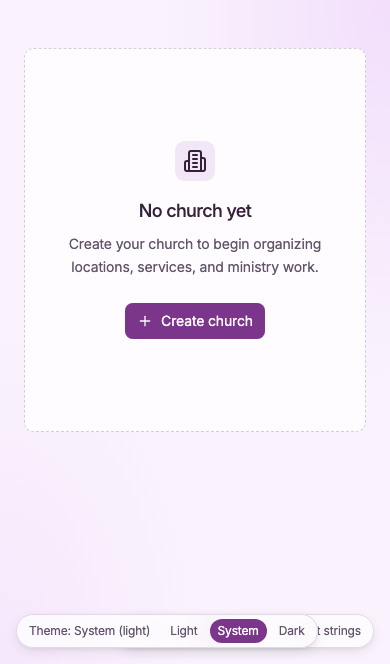 No church yet
Create your church to begin organizing
locations, services, and ministry work.
Create church
Theme: System (light) Light System Dark strings